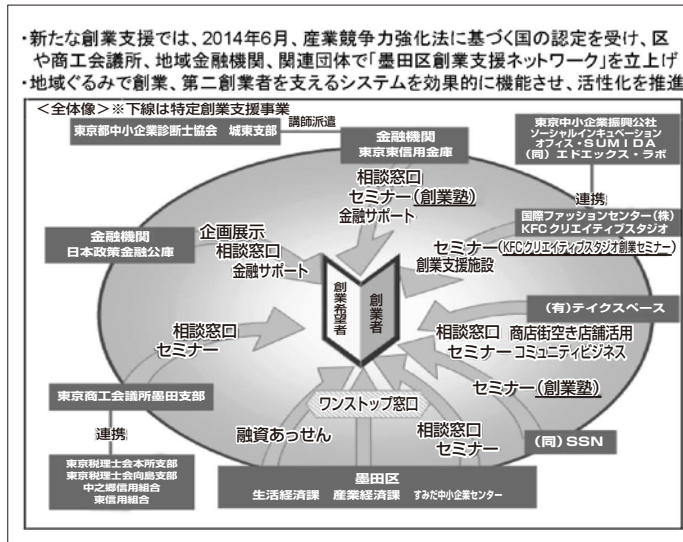 ・新たな創業支援では、2014年6月、産業競争力強化法に基づく国の認定を受け、区
や商工会議所、地域金融機関、関連団体で「墨田区創業支援ネットワーク」を立上げ
・地域ぐるみで創業、第二創業者を支えるシステムを効果的に機能させ、活性化を推進
＜全体像＞※下線は特定創業支援事業
東京都中小企業診断士協会 城東支部
講師派遣
金融機関
東京東信用金庫
相談窓口
セミナー(創業塾)
金融サポート
東京中小企業振興公社
ソーシャルインキュベーション
オフィス・SUMIDA
(同)エドエックス・ラボ
連携
国際ファッションセンター(株)
KFCクリエイティブスタジオ
セミナー(KFCクリエイティブスタジオ創業セミナー)
創業支援施設
金融機関
日本政策金融公庫
企画展示
相談窓口
金融サポート
創業希望者
創業者
(有)テイクスペース
相談窓口 商店街空き店舗活用
セミナー コミュニティビジネス
相談窓口
セミナー
東京商工会議所墨田支部
連携
東京税理士会本所支部
東京税理士会向島支部
中之郷信用組合
東信用組合
セミナー(創業塾)
(同)SSN
ワンストップ窓口
融資あっせん
相談窓口
セミナー
墨田区
生活経済課 産業経済課 すみだ中小企業センター